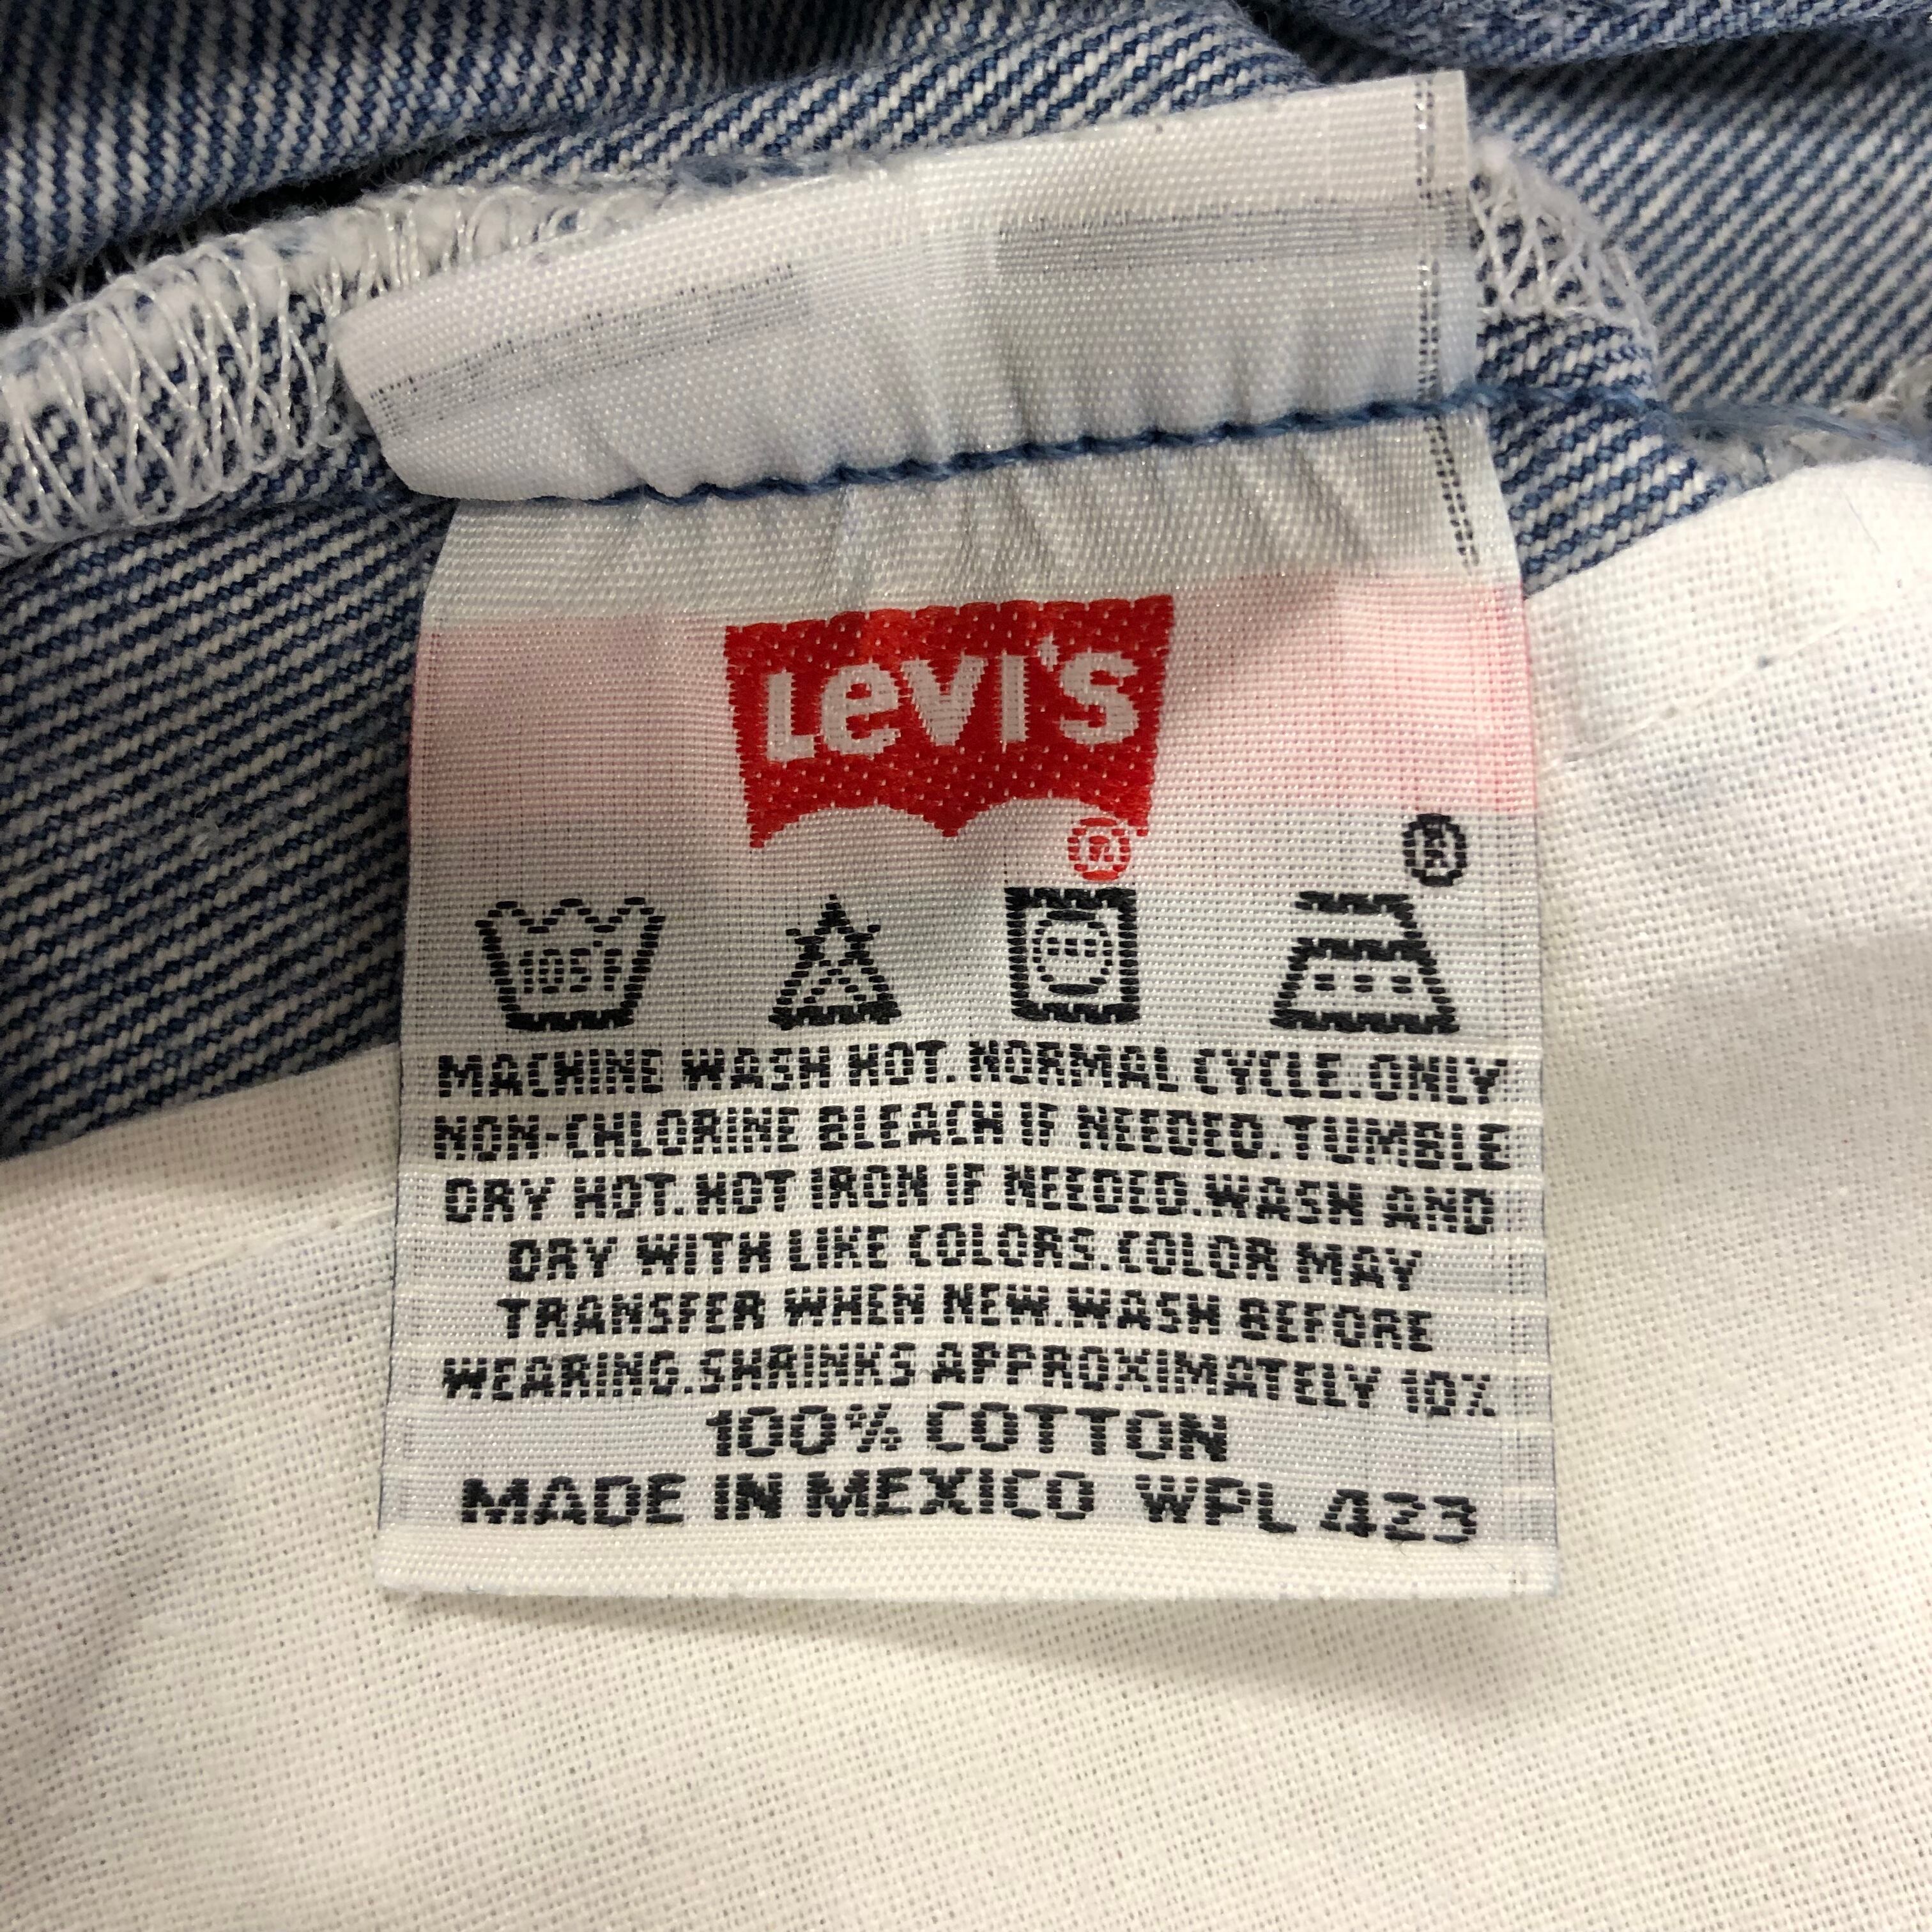 LEVI'S
®
®
105°F
MACHINE WASH HOT. NORMAL CYCLE. ONLY
NON-CHLORINE BLEACH IF NEEDED. TUMBLE
DRY HOT. HOT IRON IF NEEDED. WASH AND
DRY WITH LIKE COLORS. COLOR MAY
TRANSFER WHEN NEW. WASH BEFORE
WEARING. SHRINKS APPROXIMATELY 10%
100% COTTON
MADE IN MEXICO WPL 423